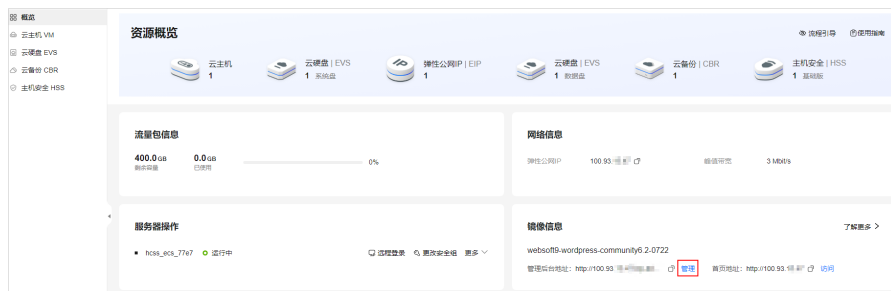 概览
云主机 VM
云硬盘 EVS
云备份 CBR
主机安全 HSS
资源概览
流程引导 使用指南
云主机
1
云硬盘 | EVS
1 系统盘
弹性公网IP | EIP
1
云硬盘 | EVS
1 数据盘
云备份 | CBR
1
主机安全 | HSS
1 基础版
流量包信息
400.0 GB 0.0 GB
剩余容量 已使用
0%
网络信息
弹性公网IP 100.93. 峰值带宽 3 Mbit/s
服务器操作
hcss_ecs_77e7 运行中 远程登录 更改安全组 更多
镜像信息 了解更多
websoft9-wordpress-community6.2-0722
管理后台地址: http://100.93. 管理 首页地址: http://100.93. 访问